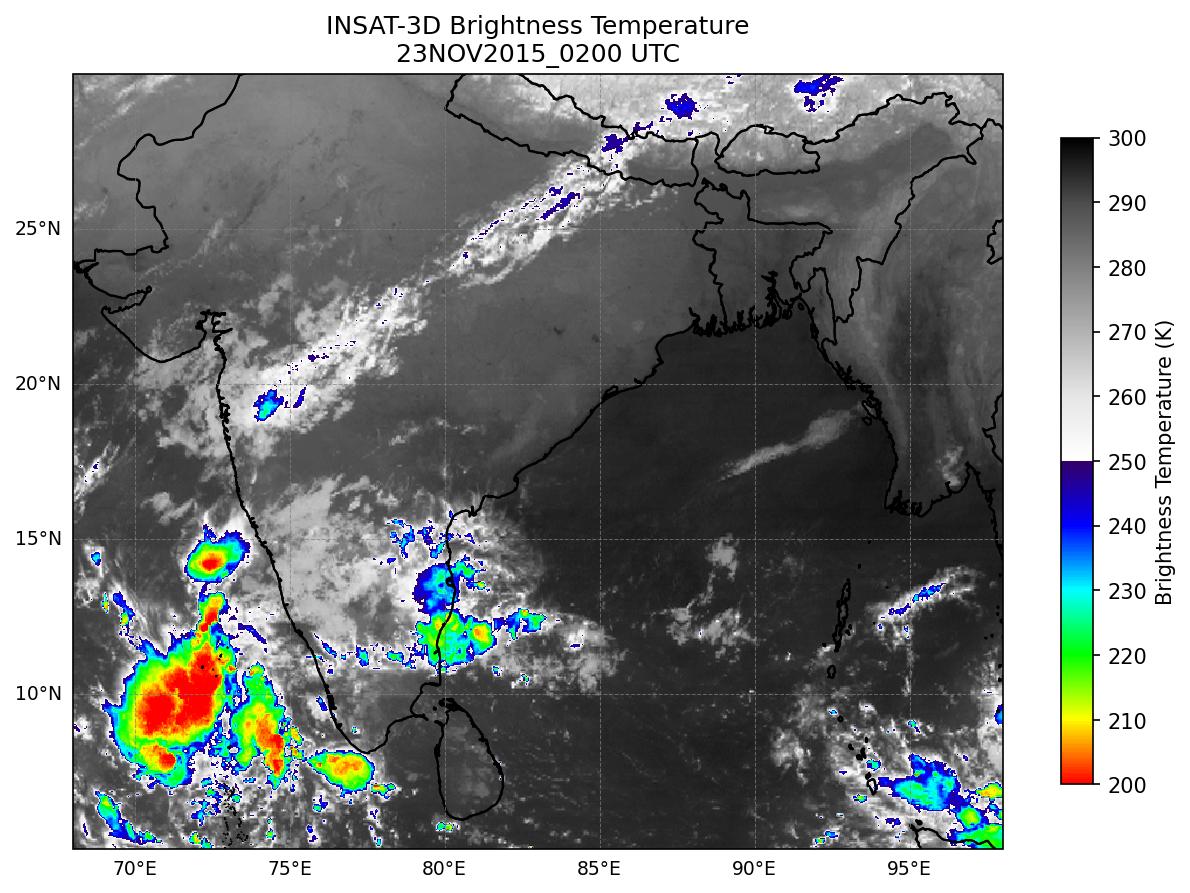 INSAT-3D Brightness Temperature
23NOV2015_0200 UTC
25°N
20°N
15°N
10°N
70°E
75°E
80°E
85°E
90°E
95°E
300
290
280
270
260
250
240
230
220
210
200
Brightness Temperature (K)